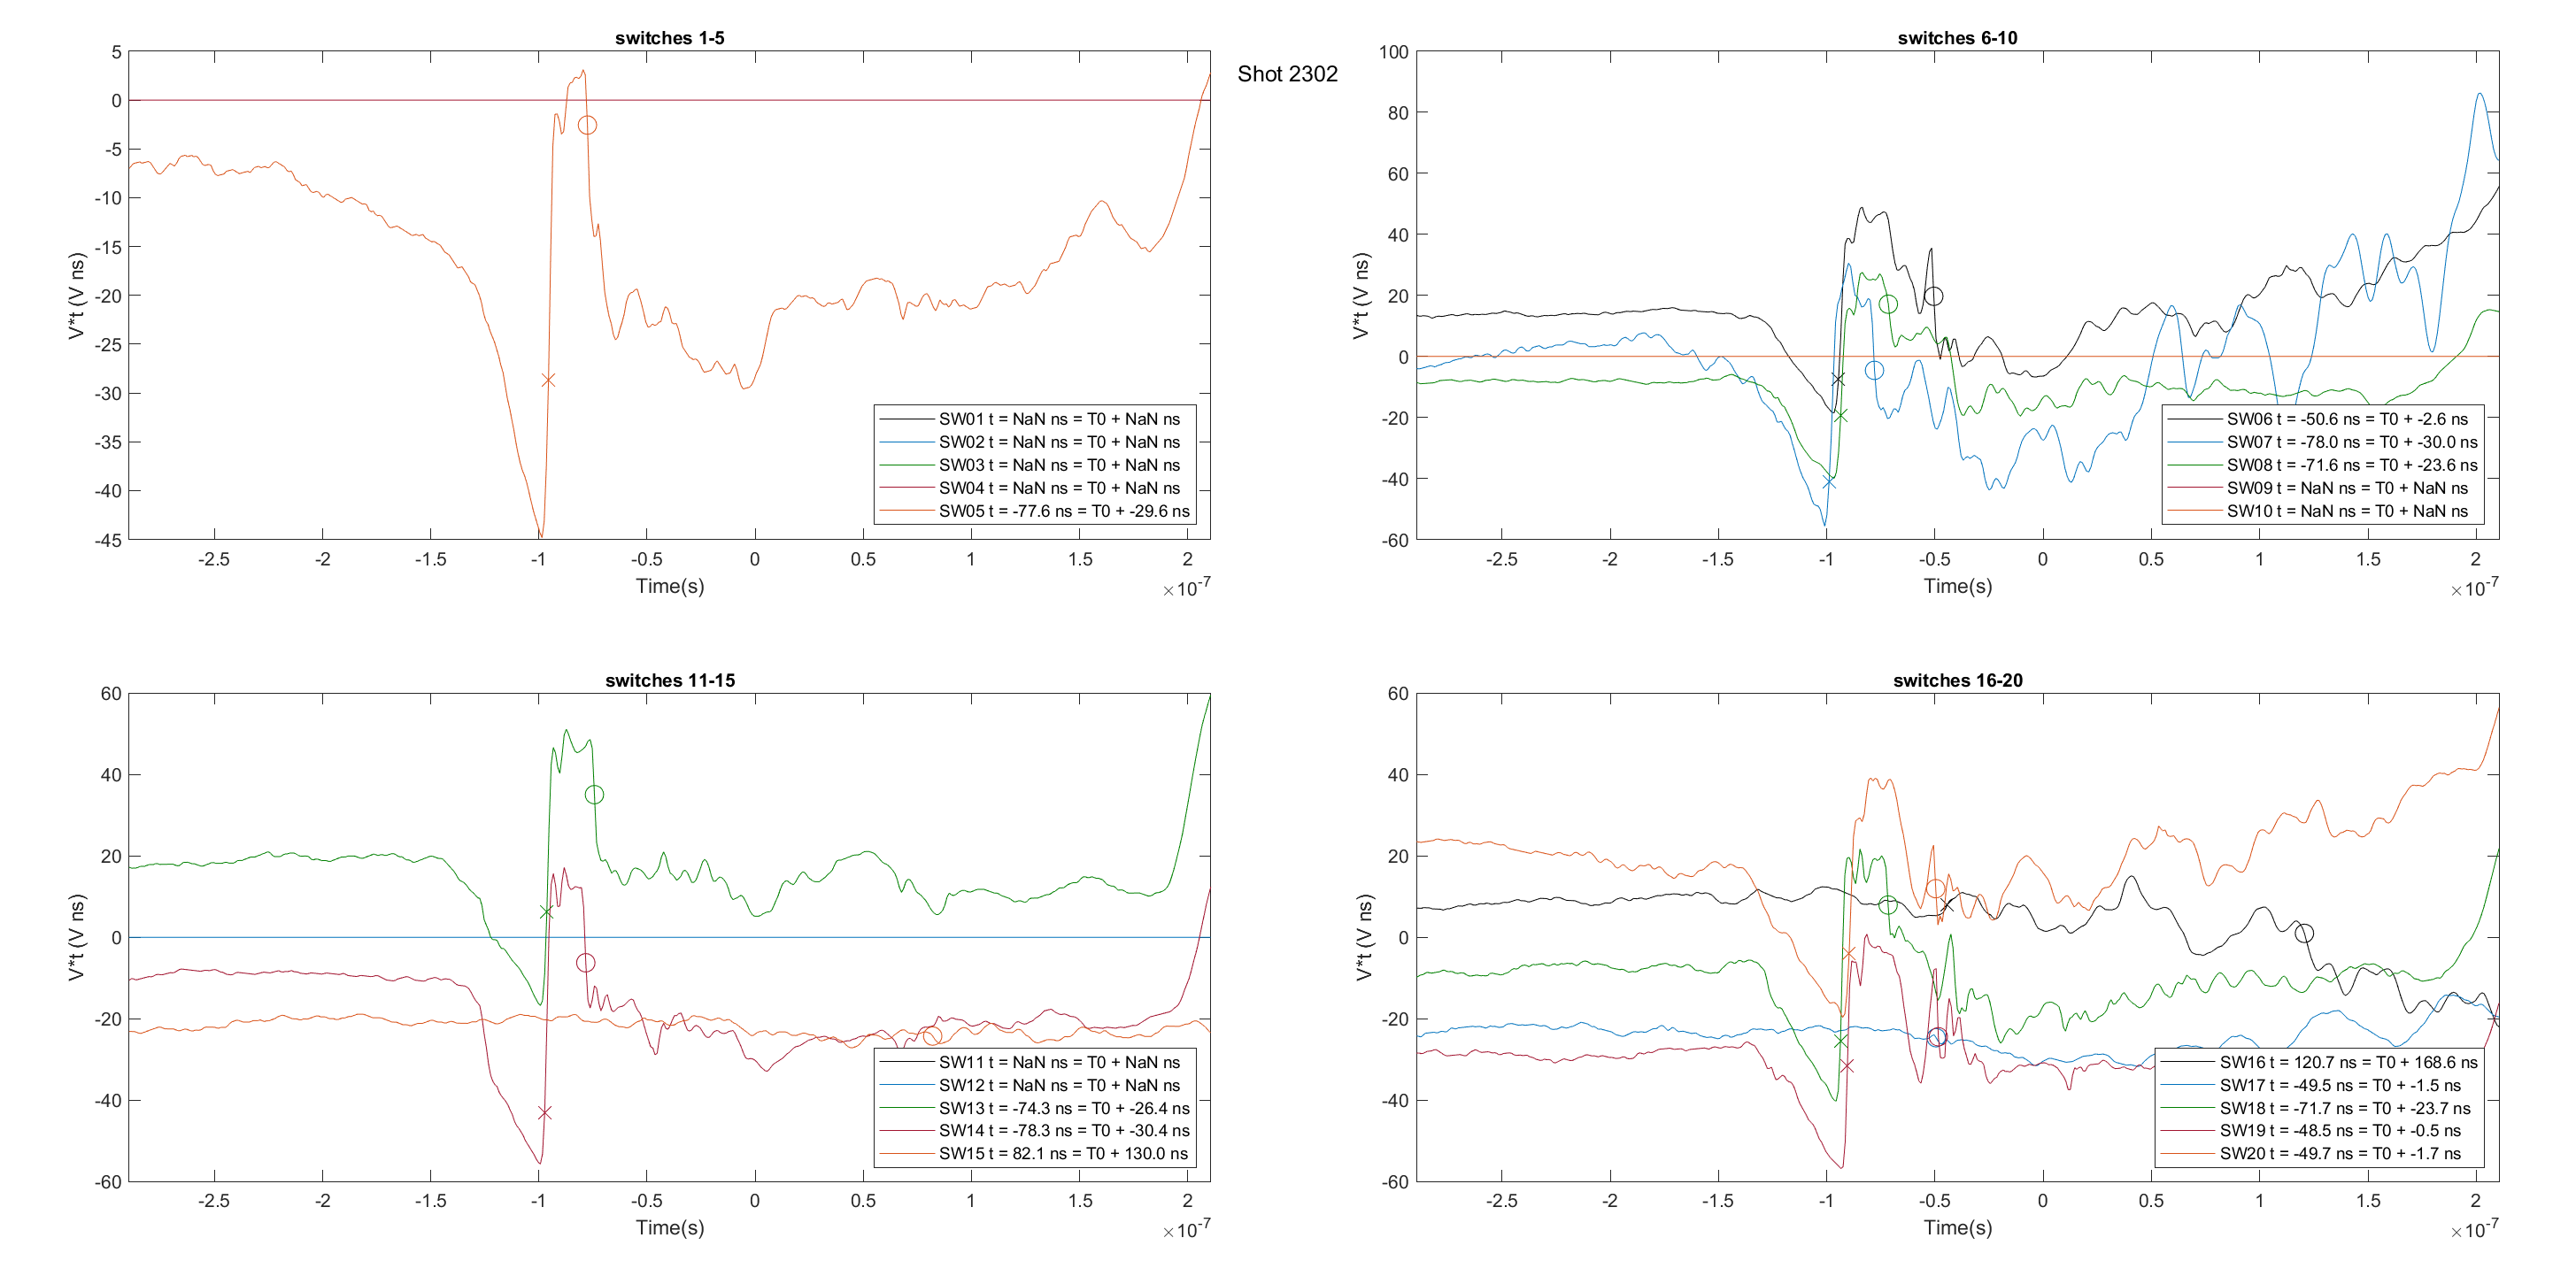 Shot 2302
switches 1-5
5
0
-5
-10
-15
-20
-25
-30
-35
-40
-45
V*t (V ns)
-2.5 -2 -1.5 -1 -0.5 0 0.5 1 1.5 2
Time(s)
×10-7
SW01 t = NaN ns = T0 + NaN ns
SW02 t = NaN ns = T0 + NaN ns
SW03 t = NaN ns = T0 + NaN ns
SW04 t = NaN ns = T0 + NaN ns
SW05 t = -77.6 ns = T0 + -29.6 ns
switches 6-10
100
80
60
40
20
0
-20
-40
-60
V*t (V ns)
-2.5 -2 -1.5 -1 -0.5 0 0.5 1 1.5 2
Time(s)
×10-7
SW06 t = -50.6 ns = T0 + -2.6 ns
SW07 t = -78.0 ns = T0 + -30.0 ns
SW08 t = -71.6 ns = T0 + -23.6 ns
SW09 t = NaN ns = T0 + NaN ns
SW10 t = NaN ns = T0 + NaN ns
switches 11-15
60
40
20
0
-20
-40
-60
V*t (V ns)
-2.5 -2 -1.5 -1 -0.5 0 0.5 1 1.5 2
Time(s)
×10-7
SW11 t = NaN ns = T0 + NaN ns
SW12 t = NaN ns = T0 + NaN ns
SW13 t = -74.3 ns = T0 + -26.4 ns
SW14 t = -78.3 ns = T0 + -30.4 ns
SW15 t = 82.1 ns = T0 + 130.0 ns
switches 16-20
60
40
20
0
-20
-40
-60
V*t (V ns)
-2.5 -2 -1.5 -1 -0.5 0 0.5 1 1.5 2
Time(s)
×10-7
SW16 t = 120.7 ns = T0 + 168.6 ns
SW17 t = -49.5 ns = T0 + -1.5 ns
SW18 t = -71.7 ns = T0 + -23.7 ns
SW19 t = -48.5 ns = T0 + -0.5 ns
SW20 t = -49.7 ns = T0 + -1.7 ns